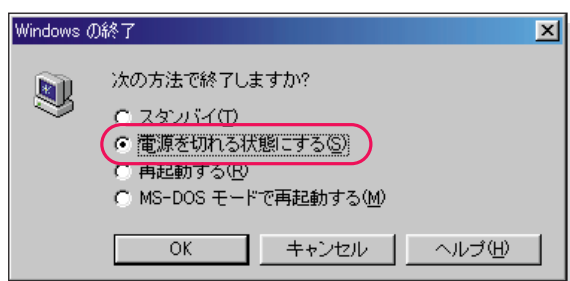 Windows の終了
次の方法で終了しますか?
スタンバイ(T)
電源を切れる状態にする(S)
再起動する(R)
MS-DOS モードで再起動する(M)
OK キャンセル ヘルプ(H)